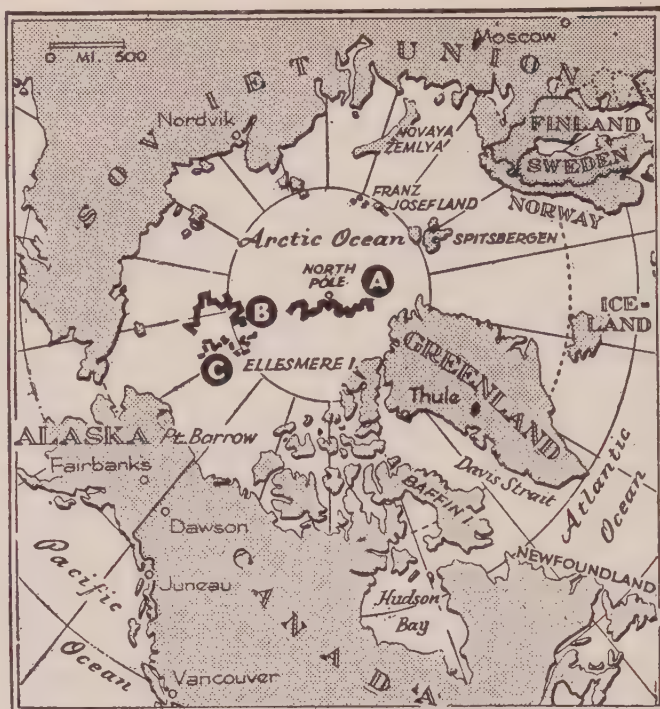 0 MI. 500
Moscow
SOVIET UNION
Nordvik
NOVAYA ZEMLYA
FINLAND
SWEDEN
NORWAY
FRANZ
JOSEF LAND
SPITSBERGEN
Arctic Ocean
NORTH
POLE
A
B
C
ICE-
LAND
ELLESMERE I.
GREENLAND
Thule
ALASKA
Pt. Barrow
Fairbanks
Davis Strait
BAFFIN I.
Atlantic
Ocean
Dawson
NEWFOUNDLAND
Pacific
Ocean
Juneau
CANADA
Hudson
Bay
Vancouver